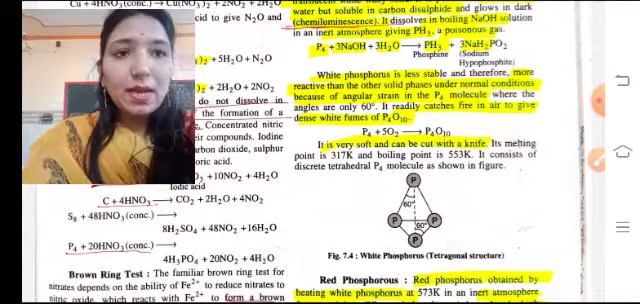 Cu + 4HNO₃(conc.) → Cu(NO₃)₂ + 2NO₂ + 2H₂O
cid to give N₂O and
)₂ +5H₂O + N₂O
)₂ + 2H₂O + 2NO₂
do not dissolve in
the formation of a
Concentrated nitric
eir compounds. Iodine
rbon dioxide, sulphur
oric acid.
O₃ +10NO₂ + 4H₂O
Iodic acid
C + 4HNO₃ → CO₂ + 2H₂O + 4NO₂
S₈ + 48HNO₃ (conc.) →
8H₂SO₄ + 48NO₂ +16H₂O
P₄ + 20HNO₃ (conc.) →
4H₃PO₄ + 20NO₂ + 4H₂O
Brown Ring Test : The familiar brown ring test for
nitrates depends on the ability of Fe²⁺ to reduce nitrates to
nitric oxide, which reacts with Fe²⁺ to form a brown
water but soluble in carbon disulphide and glows in dark
(chemiluminescence). It dissolves in boiling NaOH solution
in an inert atmosphere giving PH₃, a poisonous gas.
P₄ + 3NaOH + 3H₂O → PH₃ + 3NaH₂PO₂
Phosphine (Sodium
Hypophosphite)
White phosphorus is less stable and therefore, more
reactive than the other solid phases under normal conditions
because of angular strain in the P₄ molecule where the
angles are only 60°. It readily catches fire in air to give
dense white fumes of P₄O₁₀.
P₄ + 5O₂ → P₄O₁₀
It is very soft and can be cut with a knife. Its melting
point is 317K and boiling point is 553K. It consists of
discrete tetrahedral P₄ molecule as shown in figure.
P
60°
P
P
60°
P
Fig. 7.4 : White Phosphorus (Tetragonal structure)
Red Phosphorous : Red phosphorus obtained by
heating white phosphorus at 573K in an inert atmosphere